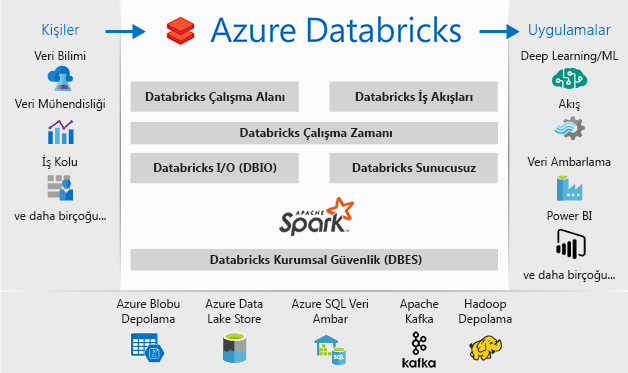 Kişiler
Azure Databricks
Uygulamalar
Veri Bilimi
Veri Mühendisliği
İş Kolu
ve daha birçoğu...
Databricks Çalışma Alanı
Databricks İş Akışları
Databricks Çalışma Zamanı
Databricks I/O (DBIO)
Databricks Sunucusuz
APACHE
Spark™
Databricks Kurumsal Güvenlik (DBES)
Deep Learning/ML
Akış
Veri Ambarlama
Power BI
ve daha birçoğu...
Azure Blobu
Depolama
Azure Data
Lake Store
Azure SQL Veri
Ambar
SQL
Apache
Kafka
kafka
Hadoop
Depolama